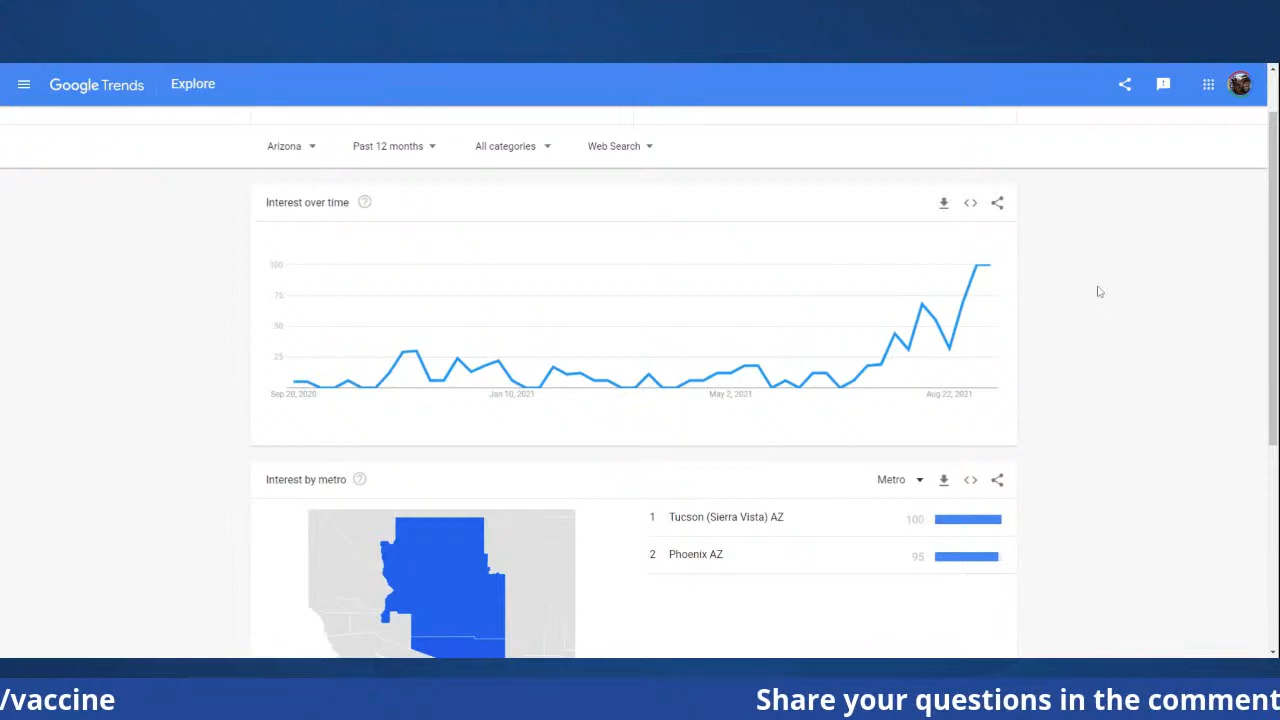 Google Trends Explore
Arizona Past 12 months All categories Web Search
Interest over time
100
75
50
25
Sep 20, 2020 Jan 10, 2021 May 2, 2021 Aug 22, 2021
Interest by metro Metro
1 Tucson (Sierra Vista) AZ 100
2 Phoenix AZ 95
/vaccine Share your questions in the comment